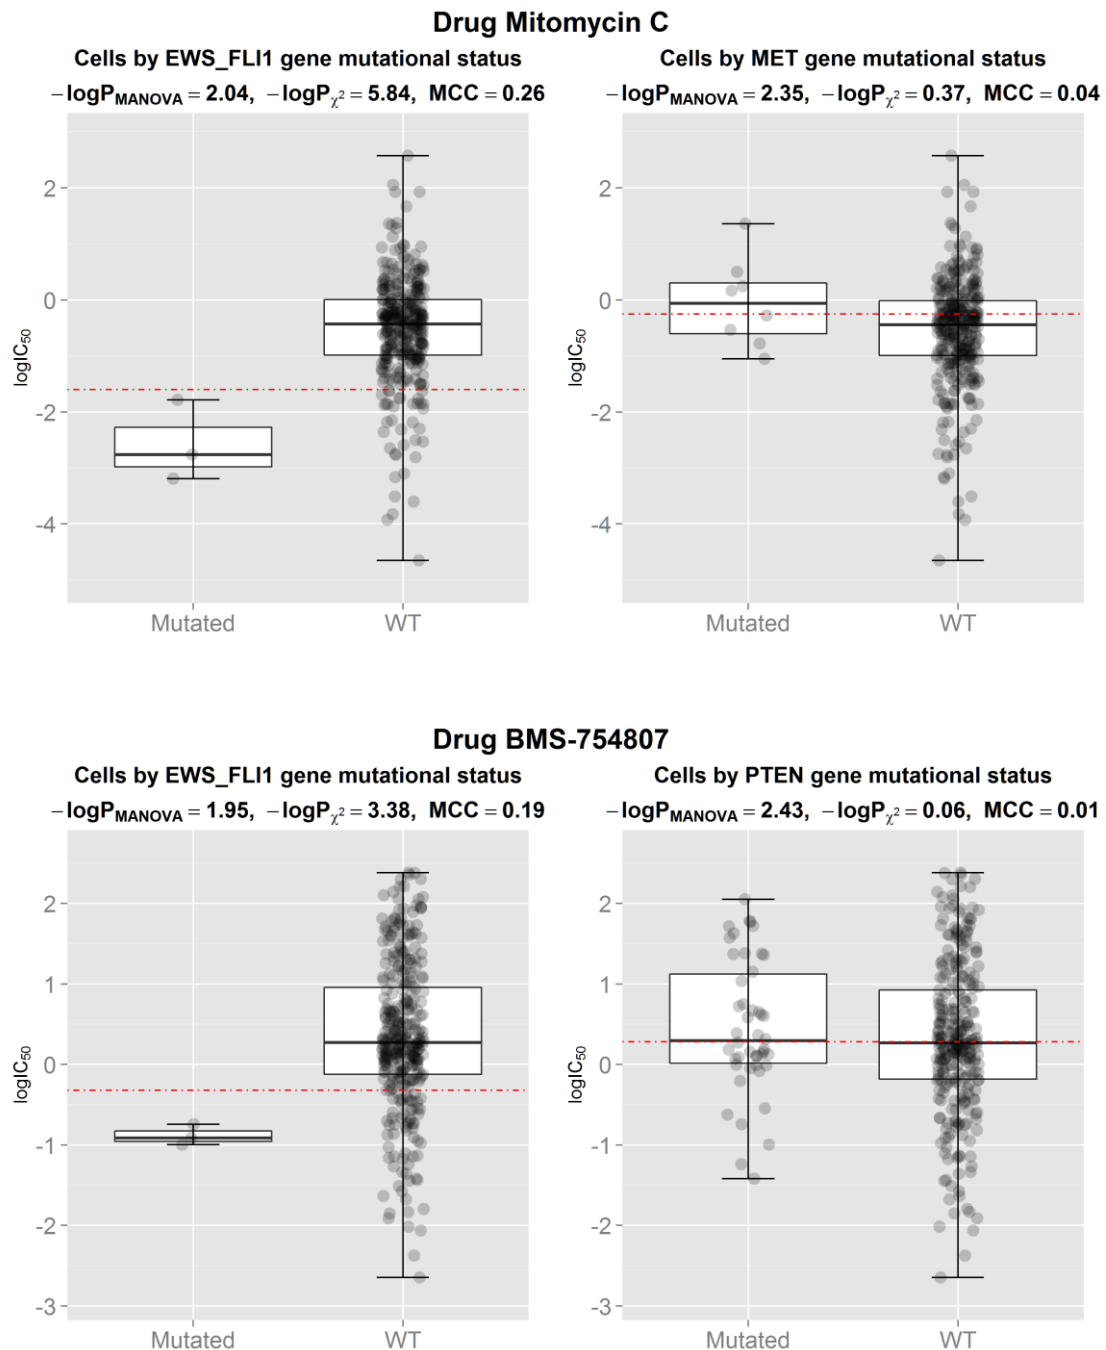 Drug Mitomycin C
Cells by EWS_FLI1 gene mutational status
−logP_MANOVA = 2.04, −logP_χ² = 5.84, MCC = 0.26
Cells by MET gene mutational status
−logP_MANOVA = 2.35, −logP_χ² = 0.37, MCC = 0.04
logIC50
2
0
-2
-4
Mutated WT
logIC50
2
0
-2
-4
Mutated WT
Drug BMS-754807
Cells by EWS_FLI1 gene mutational status
−logP_MANOVA = 1.95, −logP_χ² = 3.38, MCC = 0.19
Cells by PTEN gene mutational status
−logP_MANOVA = 2.43, −logP_χ² = 0.06, MCC = 0.01
logIC50
2
1
0
-1
-2
-3
Mutated WT
logIC50
2
1
0
-1
-2
-3
Mutated WT